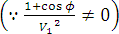 (∵ (1+cos ϕ)/V₁² ≠ 0)